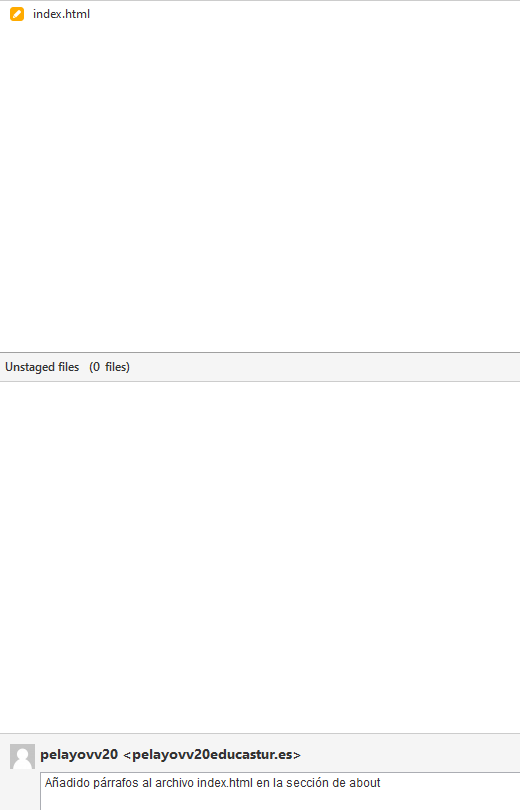 index.html
Unstaged files (0 files)
pelayovv20 <pelayovv20educastur.es>
Añadido párrafos al archivo index.html en la sección de about